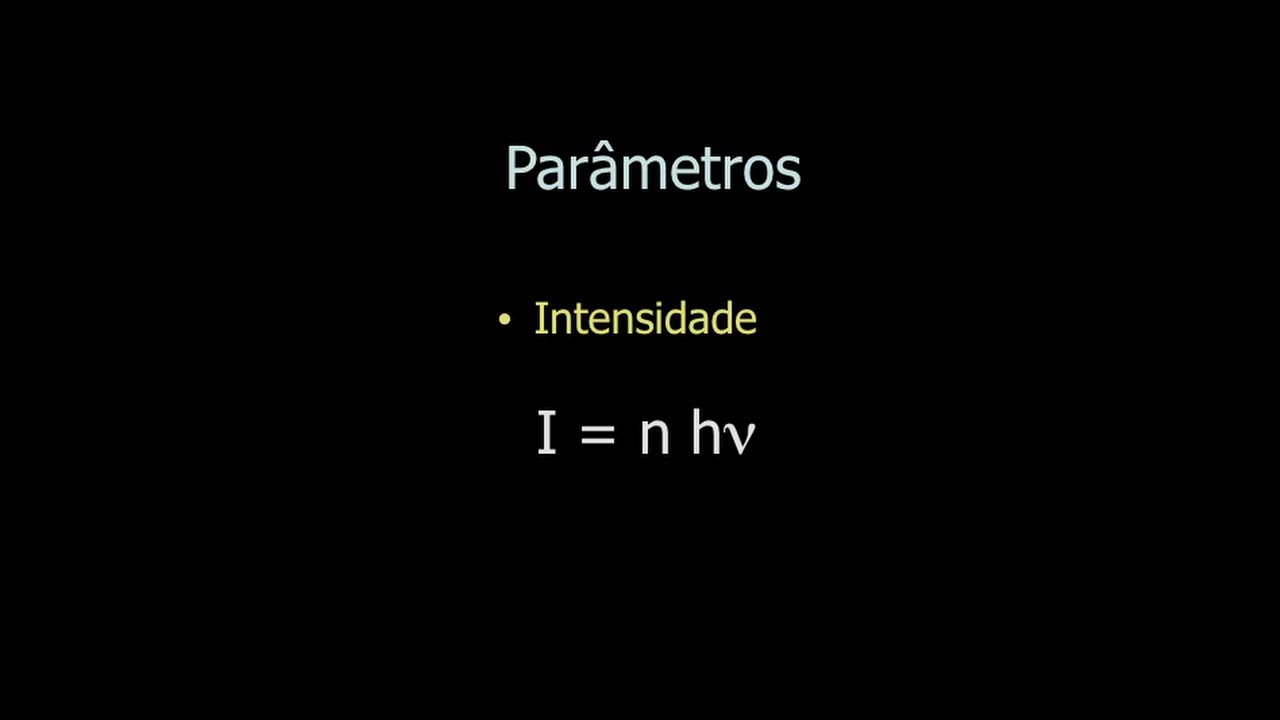 Parâmetros
• Intensidade
I = n hν